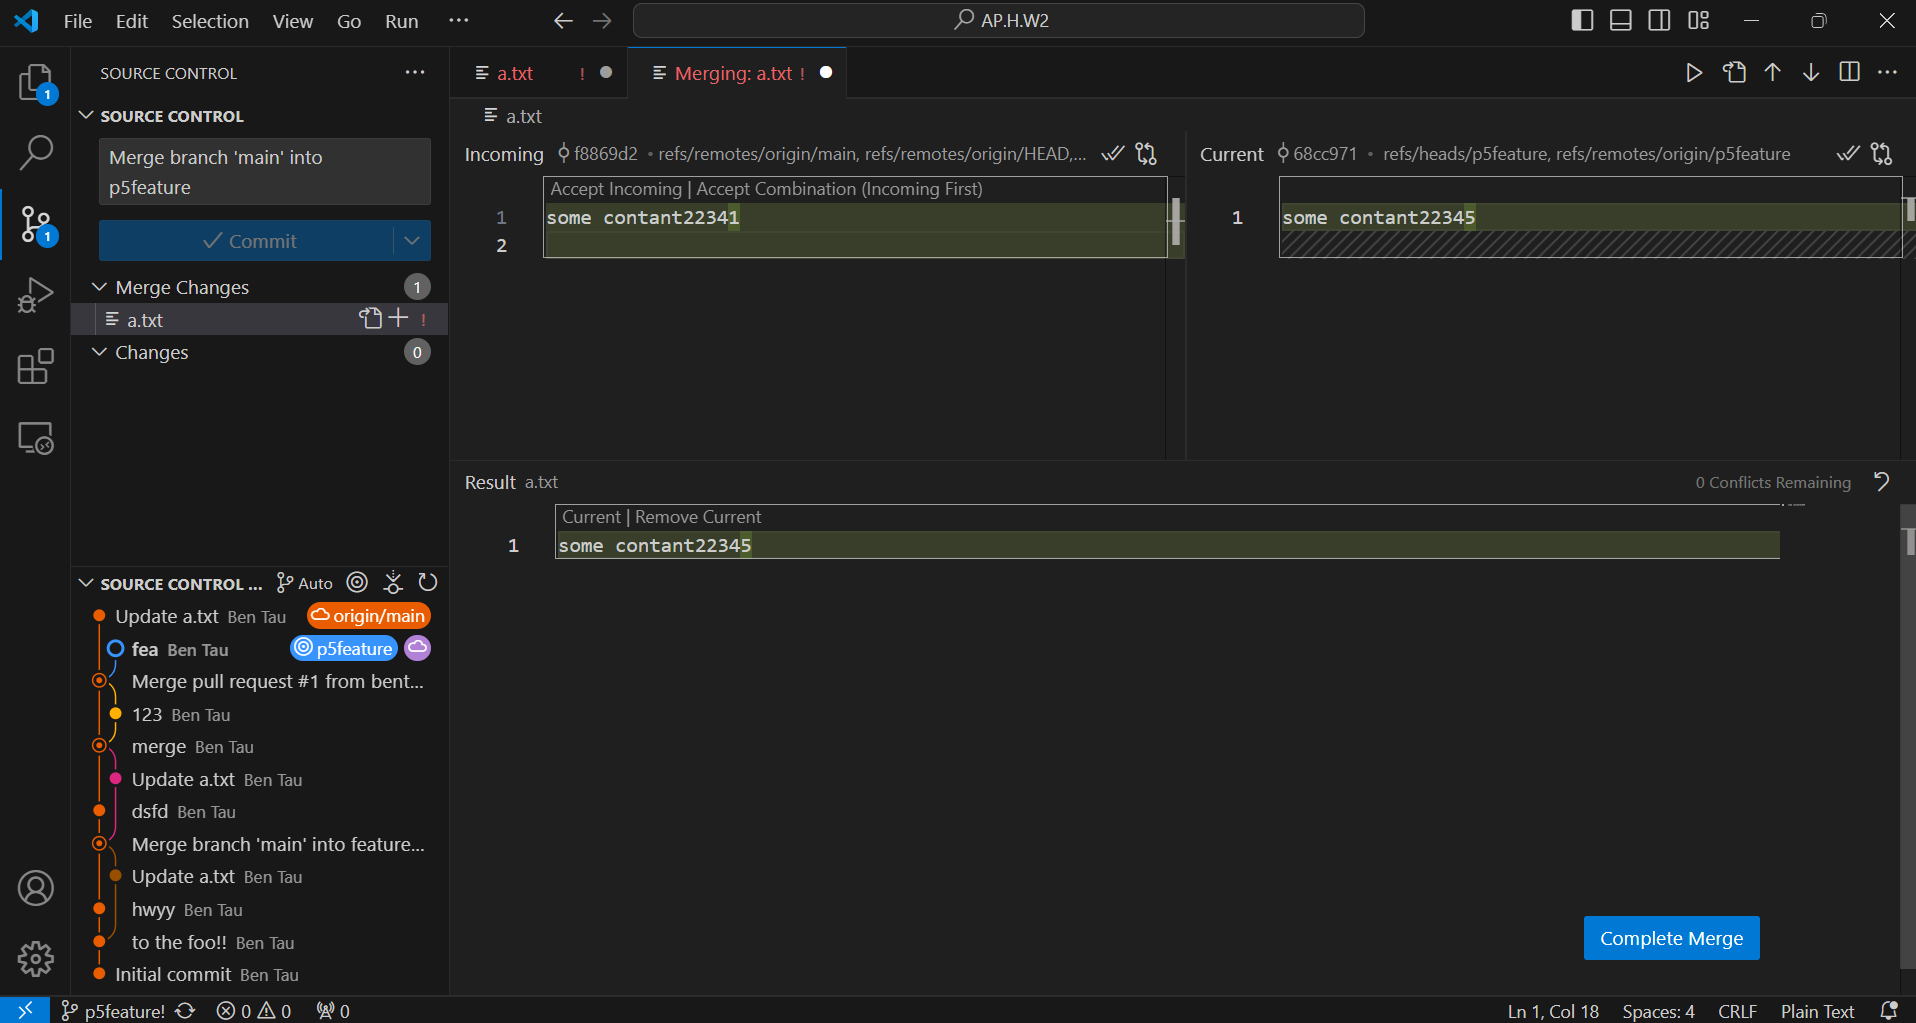 File Edit Selection View Go Run ···
AP.H.W2
SOURCE CONTROL
SOURCE CONTROL
Merge branch 'main' into
p5feature
Commit
Merge Changes 1
a.txt !
Changes 0
1
1
a.txt !
Merging: a.txt !
a.txt
Incoming f8869d2 • refs/remotes/origin/main, refs/remotes/origin/HEAD,...
Accept Incoming | Accept Combination (Incoming First)
1 some contant22341
2
Current 68cc971 • refs/heads/p5feature, refs/remotes/origin/p5feature
1 some contant22345
Result a.txt
0 Conflicts Remaining
Current | Remove Current
1 some contant22345
Complete Merge
SOURCE CONTROL ... Auto
Update a.txt Ben Tau origin/main
fea Ben Tau p5feature
Merge pull request #1 from bent...
123 Ben Tau
merge Ben Tau
Update a.txt Ben Tau
dsfd Ben Tau
Merge branch 'main' into feature...
Update a.txt Ben Tau
hwyy Ben Tau
to the foo!! Ben Tau
Initial commit Ben Tau
p5feature! 0 0 0
Ln 1, Col 18 Spaces: 4 CRLF Plain Text